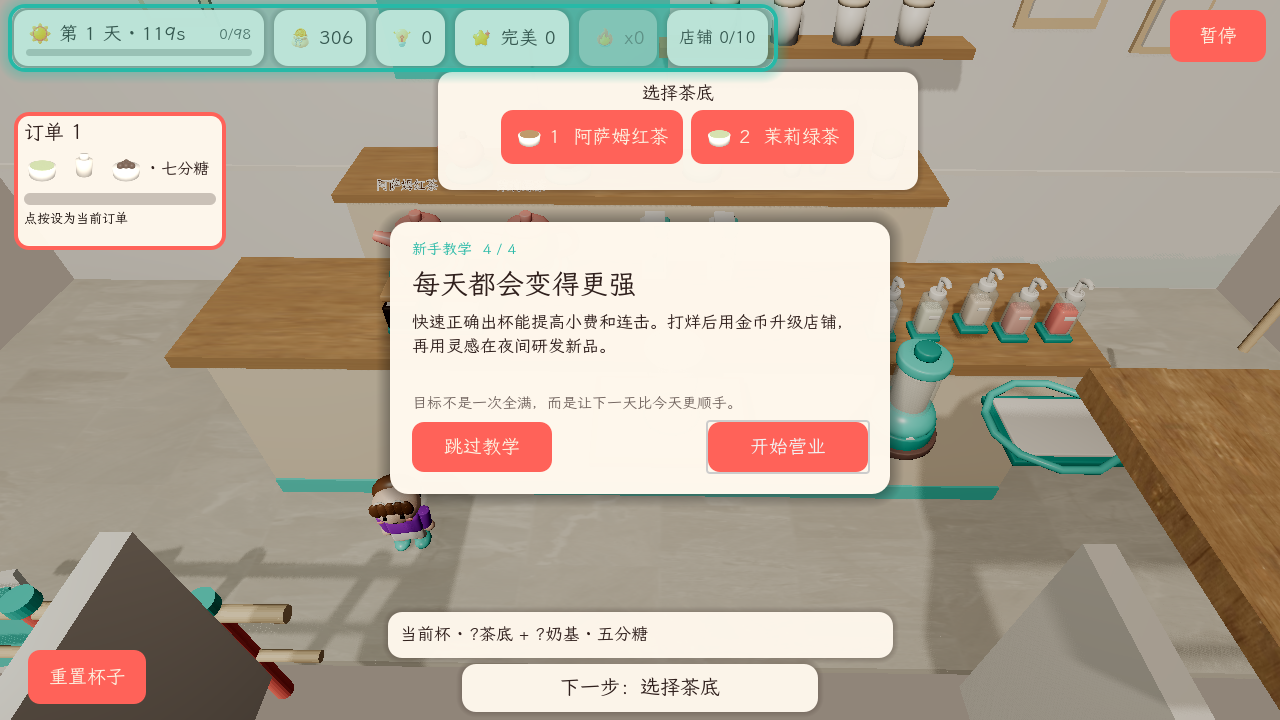 第 1 天·119s 0/98
306
0
完美 0
x0
店铺 0/10
暂停
选择茶底
1 阿萨姆红茶
2 茉莉绿茶
订单 1
·七分糖
点按设为当前订单
阿萨姆红茶
新手教学 4 / 4
每天都会变得更强
快速正确出杯能提高小费和连击。打烊后用金币升级店铺,
再用灵感在夜间研发新品。
目标不是一次全满, 而是让下一天比今天更顺手。
跳过教学
开始营业
当前杯·?茶底 + ?奶基·五分糖
重置杯子
下一步: 选择茶底